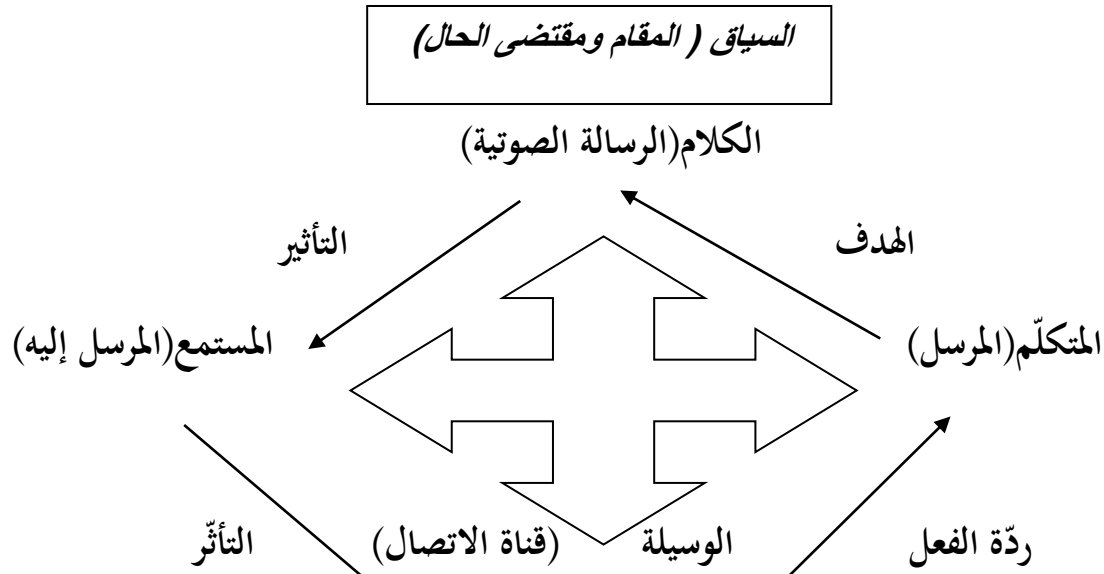 السياق ( المقام ومقتضى الحال)
الكلام(الرسالة الصوتية)
الهدف
التأثير
المتكلّم(المرسل)
المستمع(المرسل إليه)
ردّة الفعل
الوسيلة (قناة الاتصال)
التأثّر